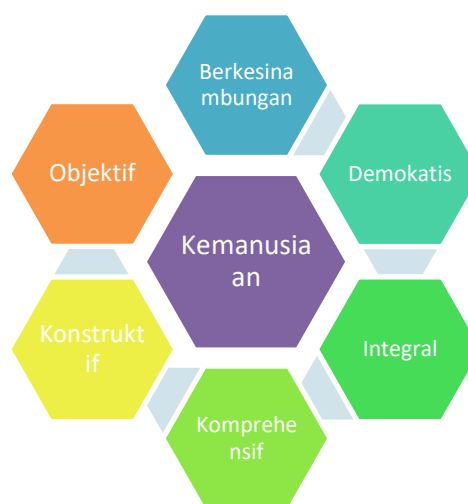 Berkesina
mbungan
Objektif
Demokatis
Kemanusia
an
Konstrukt
if
Integral
Komprehe
nsif